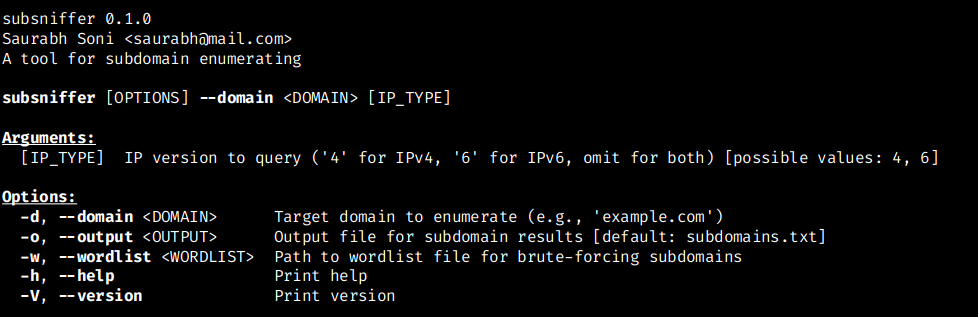 subsniffer 0.1.0
Saurabh Soni <saurabh@mail.com>
A tool for subdomain enumerating
subsniffer [OPTIONS] --domain <DOMAIN> [IP_TYPE]
Arguments:
[IP_TYPE]  IP version to query ('4' for IPv4, '6' for IPv6, omit for both) [possible values: 4, 6]
Options:
-d, --domain <DOMAIN>      Target domain to enumerate (e.g., 'example.com')
-o, --output <OUTPUT>      Output file for subdomain results [default: subdomains.txt]
-w, --wordlist <WORDLIST>  Path to wordlist file for brute-forcing subdomains
-h, --help                 Print help
-V, --version              Print version